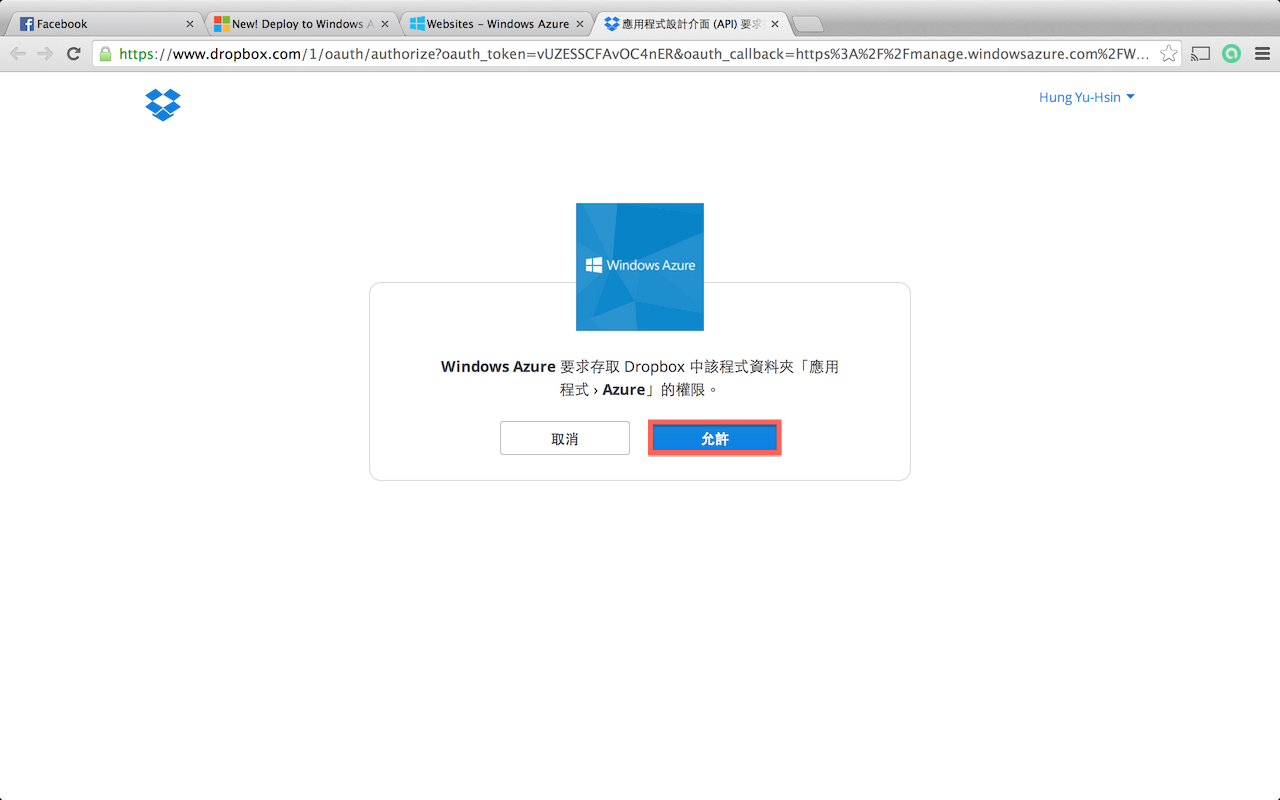 Facebook
New! Deploy to Windows A
Websites – Windows Azure
應用程式設計介面 (API) 要求
https://www.dropbox.com/1/oauth/authorize?oauth_token=vUZESSCFAvOC4nER&oauth_callback=https%3A%2F%2Fmanage.windowsazure.com%2FW...
Hung Yu-Hsin
Windows Azure
Windows Azure 要求存取 Dropbox 中該程式資料夾「應用
程式 › Azure」的權限。
取消
允許